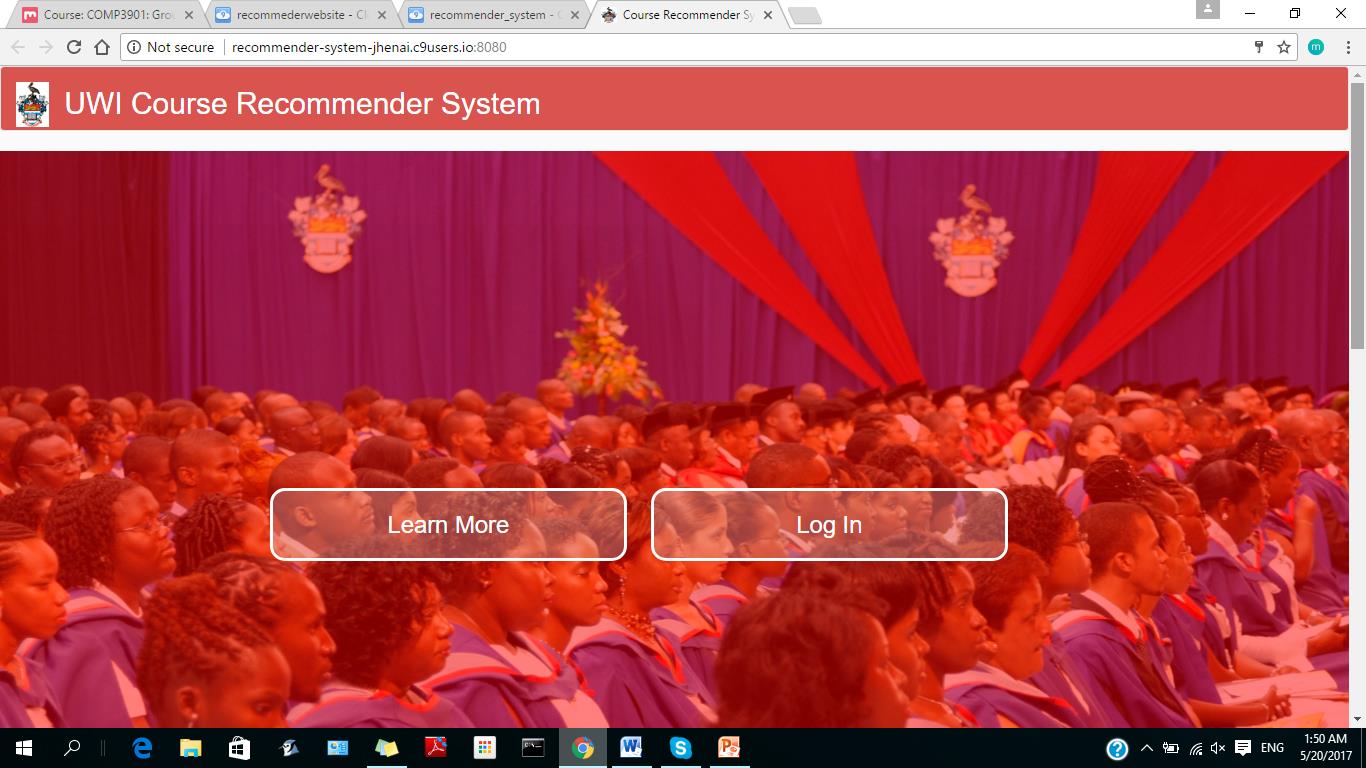 Course: COMP3901: Gro
recommederwebsite - Cl
recommender_system - C
Course Recommender Sy
Not secure
recommender-system-jhenai.c9users.io:8080
m
UWI Course Recommender System
Learn More
Log In
ENG
1:50 AM
5/20/2017